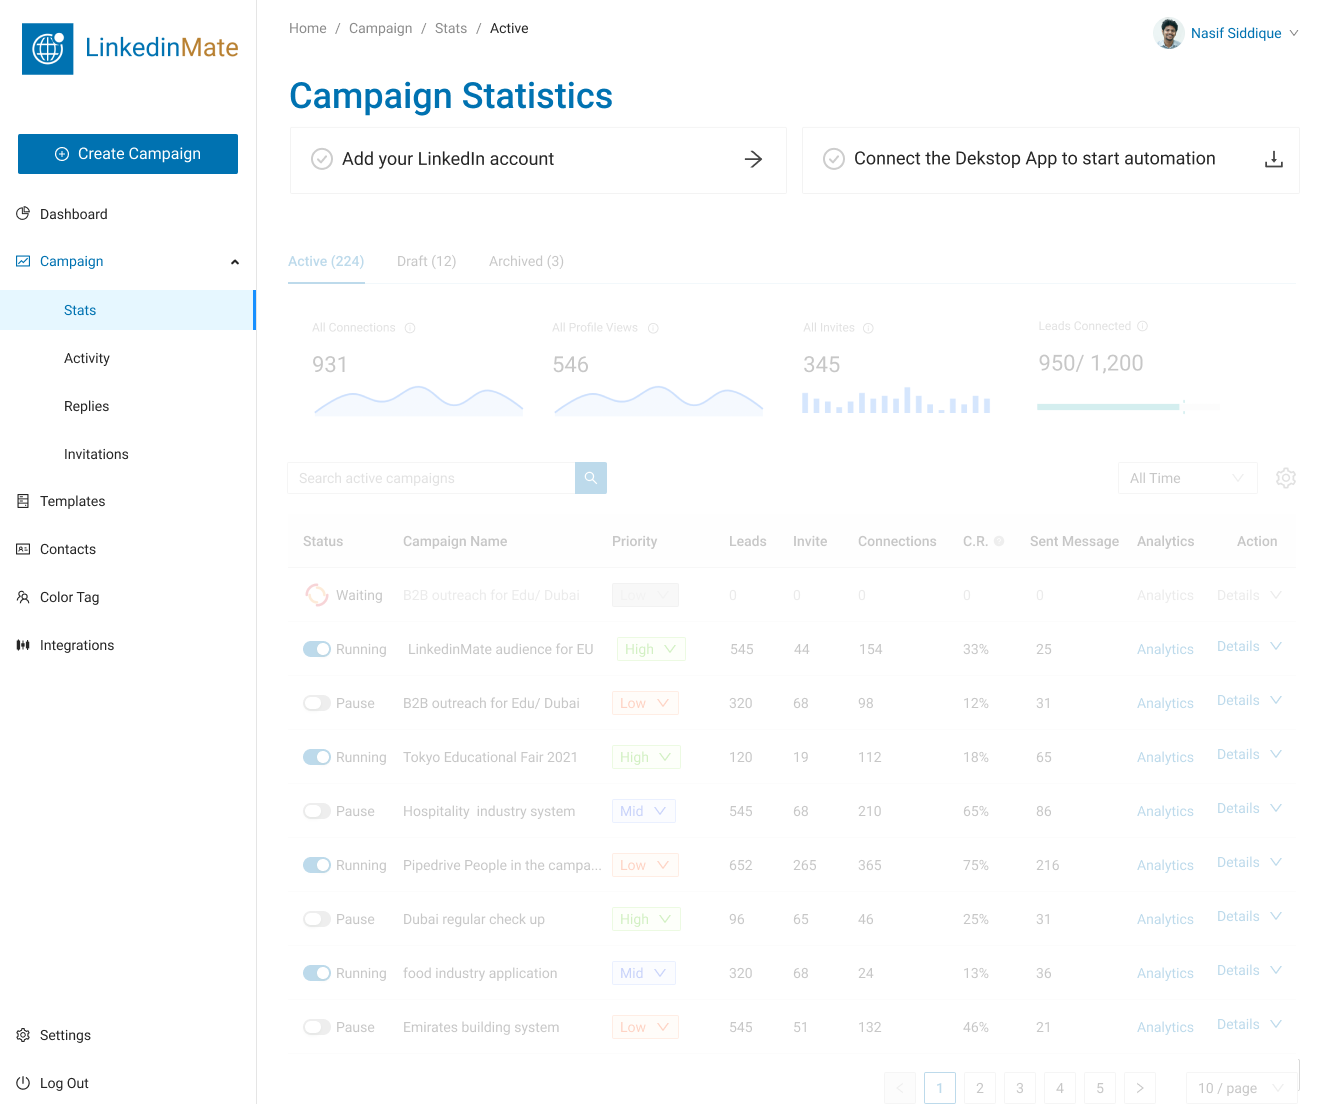 LinkedinMate
Create Campaign
Dashboard
Campaign
Stats
Activity
Replies
Invitations
Templates
Contacts
Color Tag
Integrations
Settings
Log Out
Home / Campaign / Stats / Active
Nasif Siddique
Campaign Statistics
Add your LinkedIn account
Connect the Dekstop App to start automation
Active (224) Draft (12) Archived (3)
All Connections All Profile Views All Invites Leads Connected
931 546 345 950/ 1,200
Search active campaigns All Time
Status Campaign Name Priority Leads Invite Connections C.R. Sent Message Analytics Action
Waiting B2B outreach for Edu/ Dubai Low 0 0 0 0 0 Analytics Details
Running LinkedinMate audience for EU High 545 44 154 33% 25 Analytics Details
Pause B2B outreach for Edu/ Dubai Low 320 68 98 12% 31 Analytics Details
Running Tokyo Educational Fair 2021 High 120 19 112 18% 65 Analytics Details
Pause Hospitality industry system Mid 545 68 210 65% 86 Analytics Details
Running Pipedrive People in the campa... Low 652 265 365 75% 216 Analytics Details
Pause Dubai regular check up High 96 65 46 25% 31 Analytics Details
Running food industry application Mid 320 68 24 13% 36 Analytics Details
Pause Emirates building system Low 545 51 132 46% 21 Analytics Details
< 1 2 3 4 5 > 10 / page